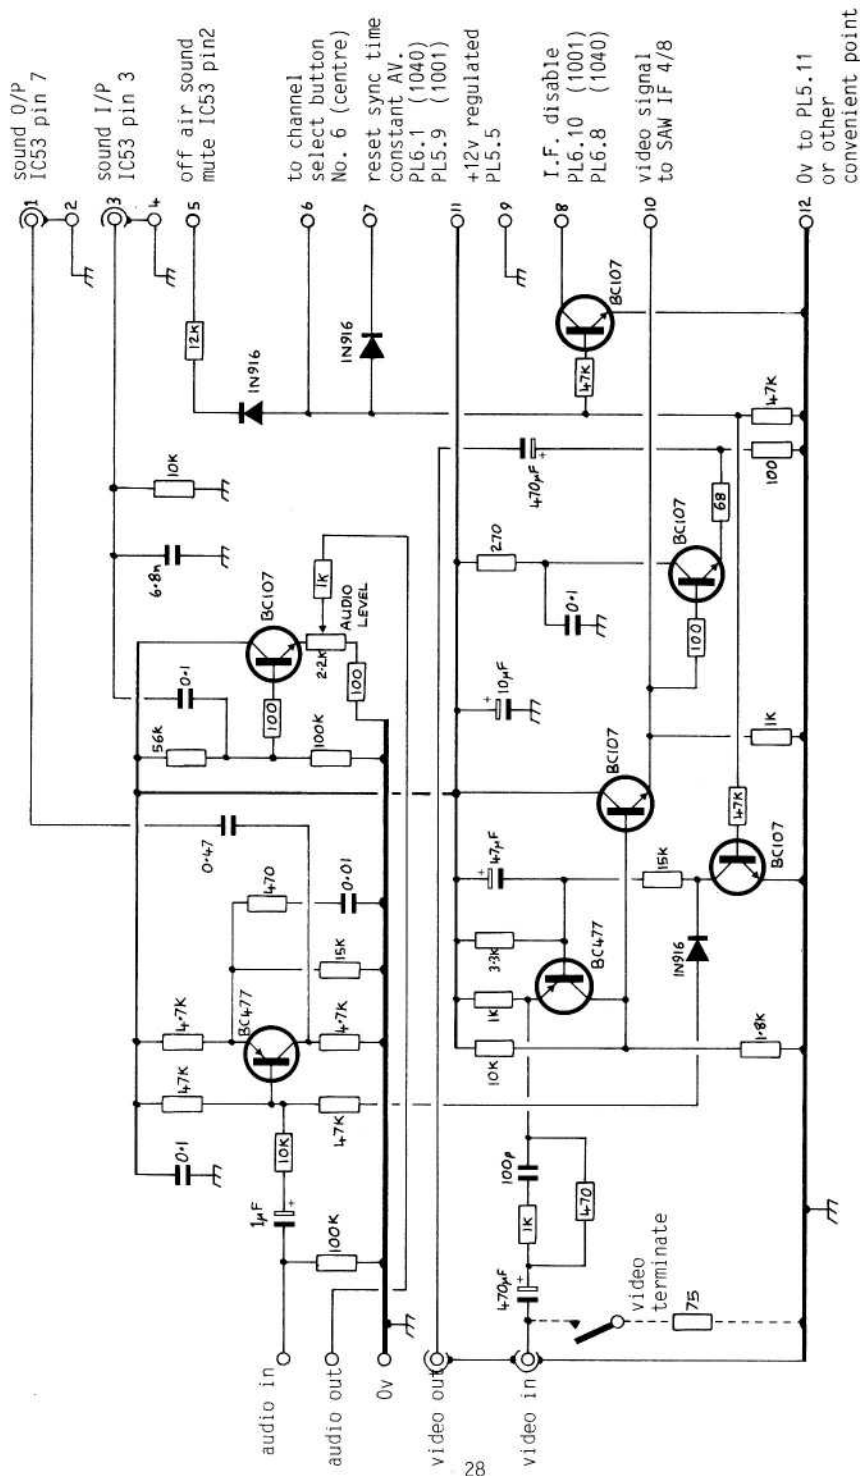 sound O/P
IC53 pin 7
sound I/P
IC53 pin 3
off air sound
mute IC53 pin2
to channel
select button
No. 6 (centre)
reset sync time
constant AV.
PL6.1 (1040)
PL5.9 (1001)
+12v regulated
PL5.5
I.F. disable
PL6.10 (1001)
PL6.8 (1040)
video signal
to SAW IF 4/8
0v to PL5.11
or other
convenient point
1
2
3
4
5
6
7
11
9
8
10
12
12K
1N916
1N916
BC107
47K
47K
10K
6.8n
1K
AUDIO
LEVEL
BC107
2.2K
100
100
0.1
56K
100K
470µF
+
100
68
BC107
270
0.1
100
+
10µF
1K
BC107
47K
BC107
0.47
470
0.01
15K
4.7K
BC477
4.7K
47K
47K
0.1
10K
1µF
+
100K
+
47µF
15K
3.3K
BC477
1N916
1K
10K
1.8K
100p
1K
470
470µF
+
video
terminate
75
audio in
audio out
0v
video out
video in
28